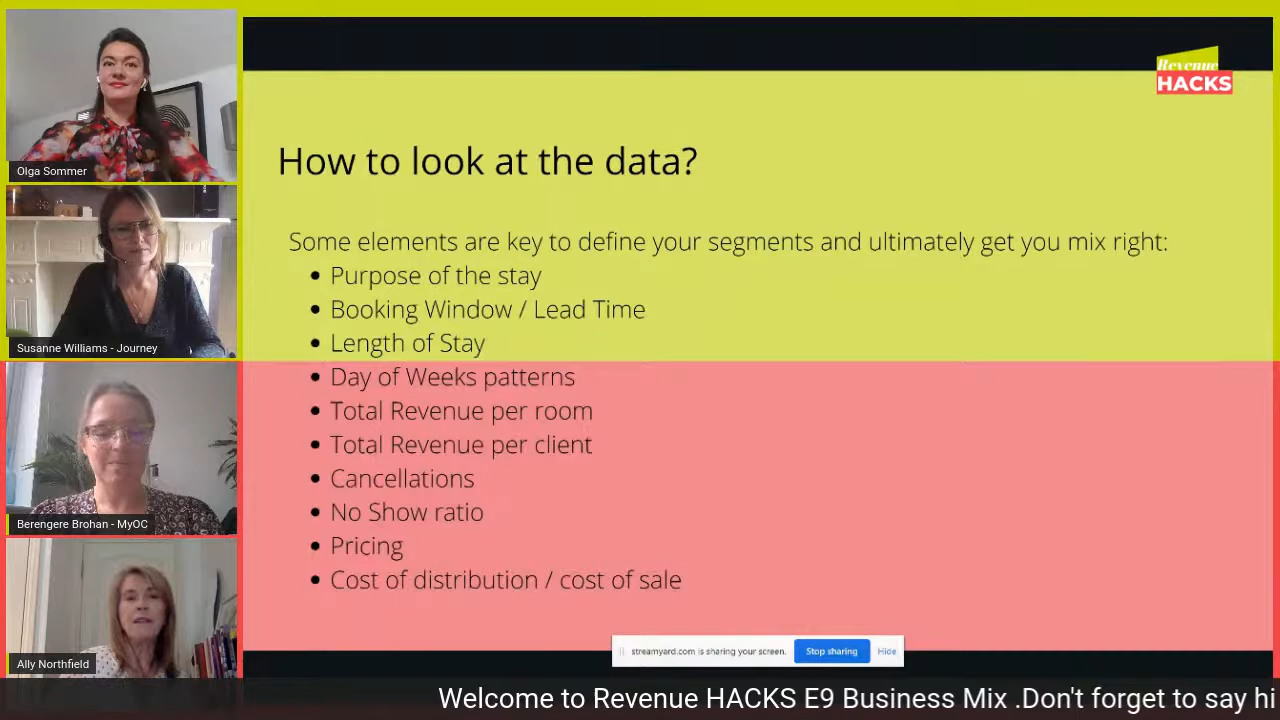 Olga Sommer
Susanne Williams - Journey
Berengere Brohan - MyOC
Ally Northfield
Revenue
HACKS
How to look at the data?
Some elements are key to define your segments and ultimately get you mix right:
• Purpose of the stay
• Booking Window / Lead Time
• Length of Stay
• Day of Weeks patterns
• Total Revenue per room
• Total Revenue per client
• Cancellations
• No Show ratio
• Pricing
• Cost of distribution / cost of sale
streamyard.com is sharing your screen. Stop sharing Hide
Welcome to Revenue HACKS E9 Business Mix .Don't forget to say hi